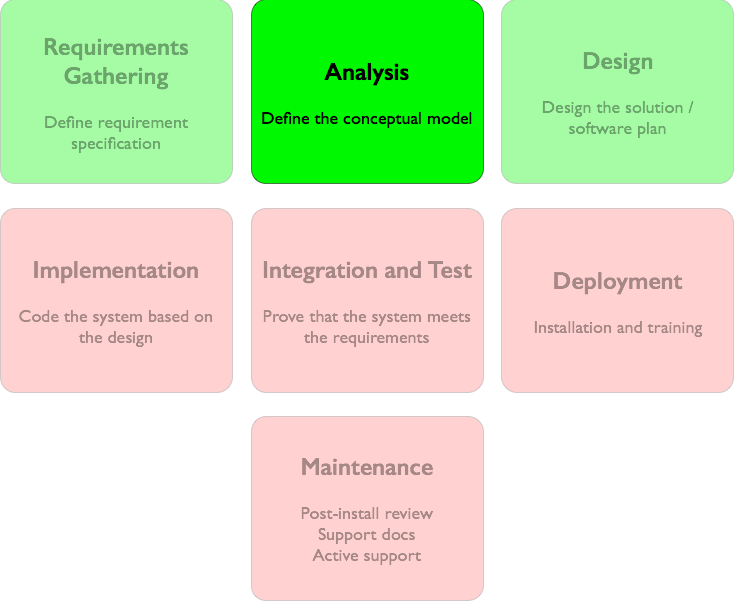 Requirements
Gathering
Define requirement
specification
Analysis
Define the conceptual model
Design
Design the solution /
software plan
Implementation
Code the system based on
the design
Integration and Test
Prove that the system meets
the requirements
Deployment
Installation and training
Maintenance
Post-install review
Support docs
Active support